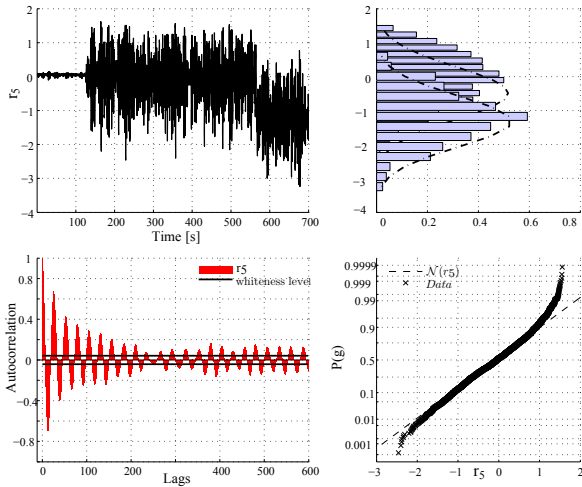 2
1
0
−1
−2
−3
−4
r5
0 100 200 300 400 500 600 700
Time [s]
2
1
0
−1
−2
−3
−4
0 0.2 0.4 0.6 0.8
1
0.8
0.4
0
−0.4
−0.8
Autocorrelation
r5
whiteness level
0 100 200 300 400 500 600
Lags
0.9999
0.999
0.99
0.9
0.5
0.1
0.01
0.001
P(g)
N(r5)
Data
−3 −2 −1 0 1 2
r5